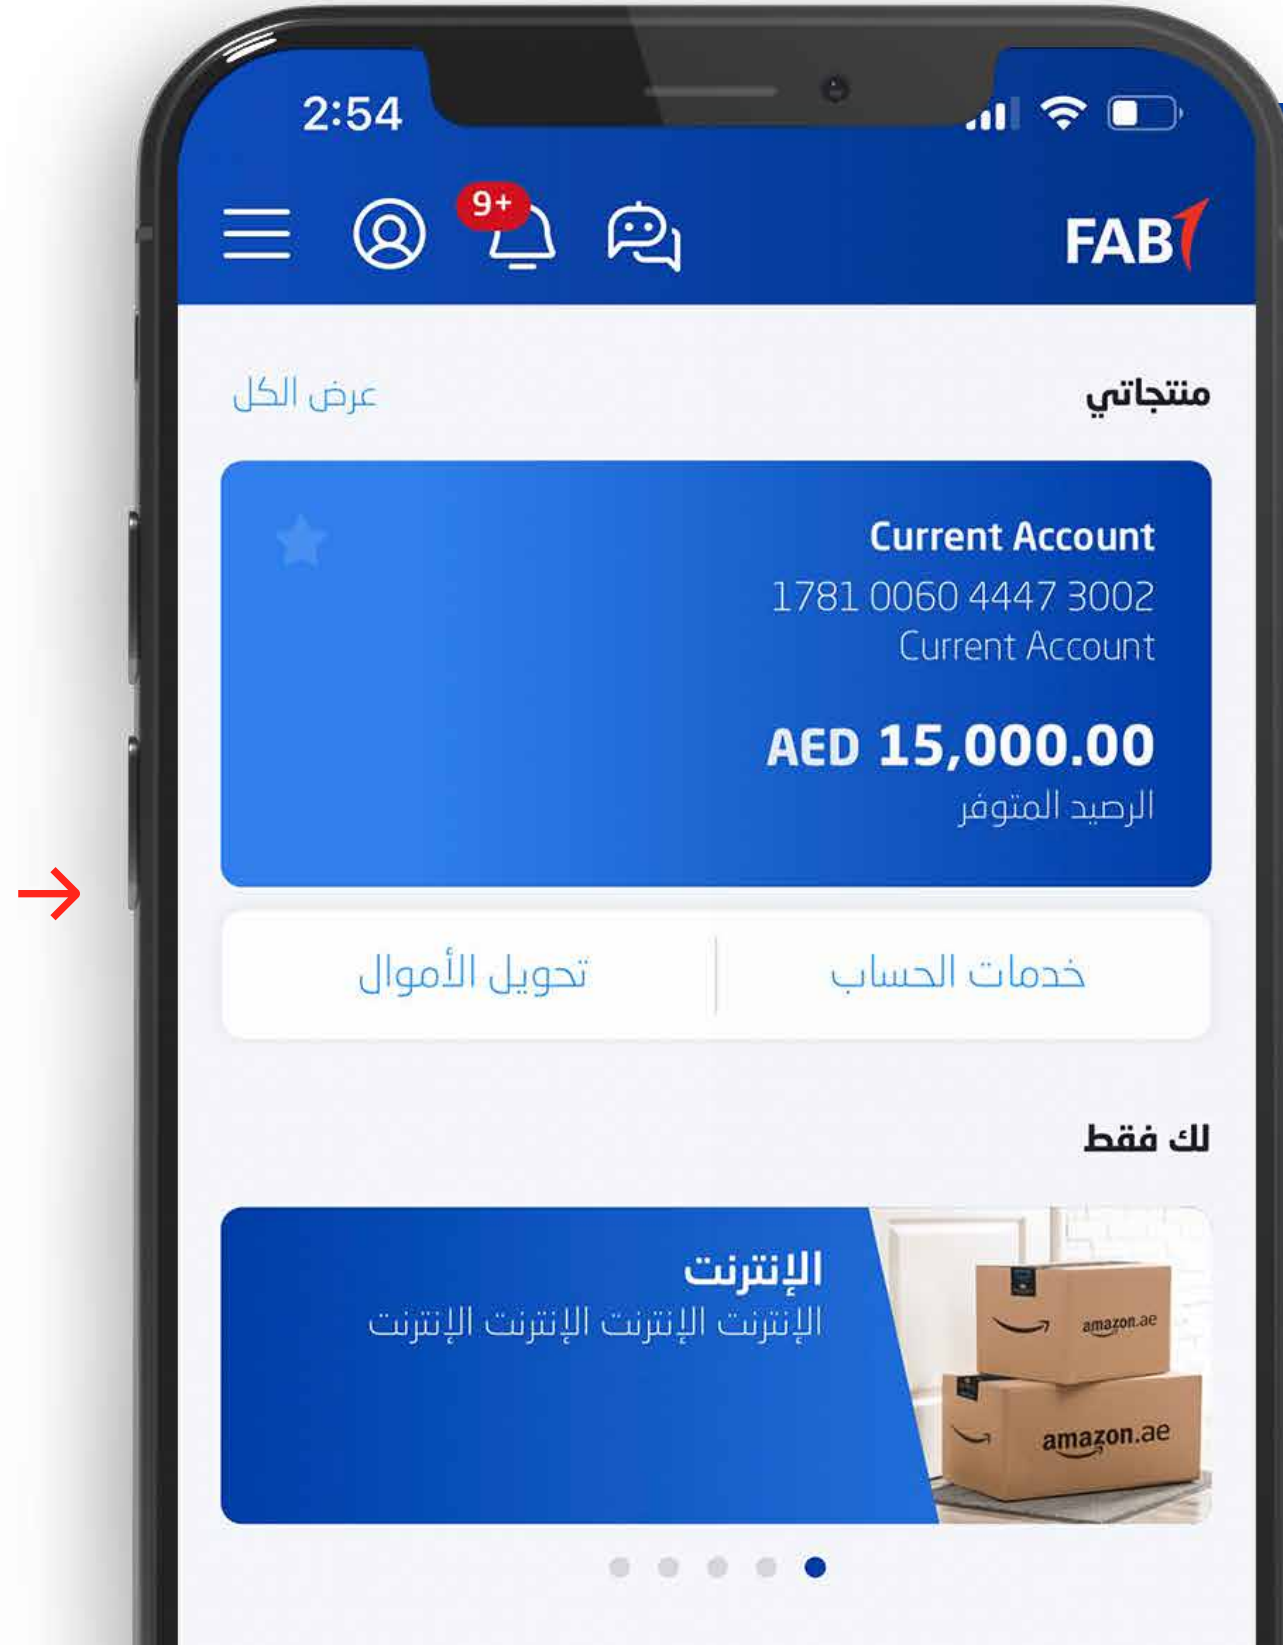 2:54
9+
FAB
منتجاتي
عرض الكل
Current Account
1781 0060 4447 3002
Current Account
AED 15,000.00
الرصيد المتوفر
خدمات الحساب
تحويل الأموال
لك فقط
الإنترنت
الإنترنت الإنترنت الإنترنت الإنترنت
amazon.ae
amazon.ae